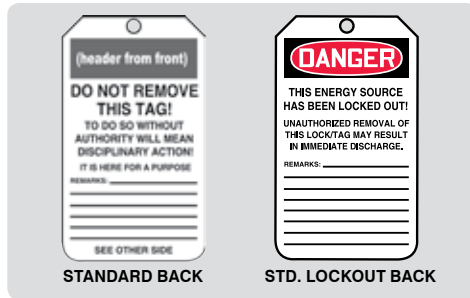 (header from front)
DO NOT REMOVE
THIS TAG!
TO DO SO WITHOUT
AUTHORITY WILL MEAN
DISCIPLINARY ACTION!
IT IS HERE FOR A PURPOSE
REMARKS:
SEE OTHER SIDE
STANDARD BACK
DANGER
THIS ENERGY SOURCE
HAS BEEN LOCKED OUT!
UNAUTHORIZED REMOVAL OF
THIS LOCK/TAG MAY RESULT
IN IMMEDIATE DISCHARGE.
REMARKS:
STD. LOCKOUT BACK